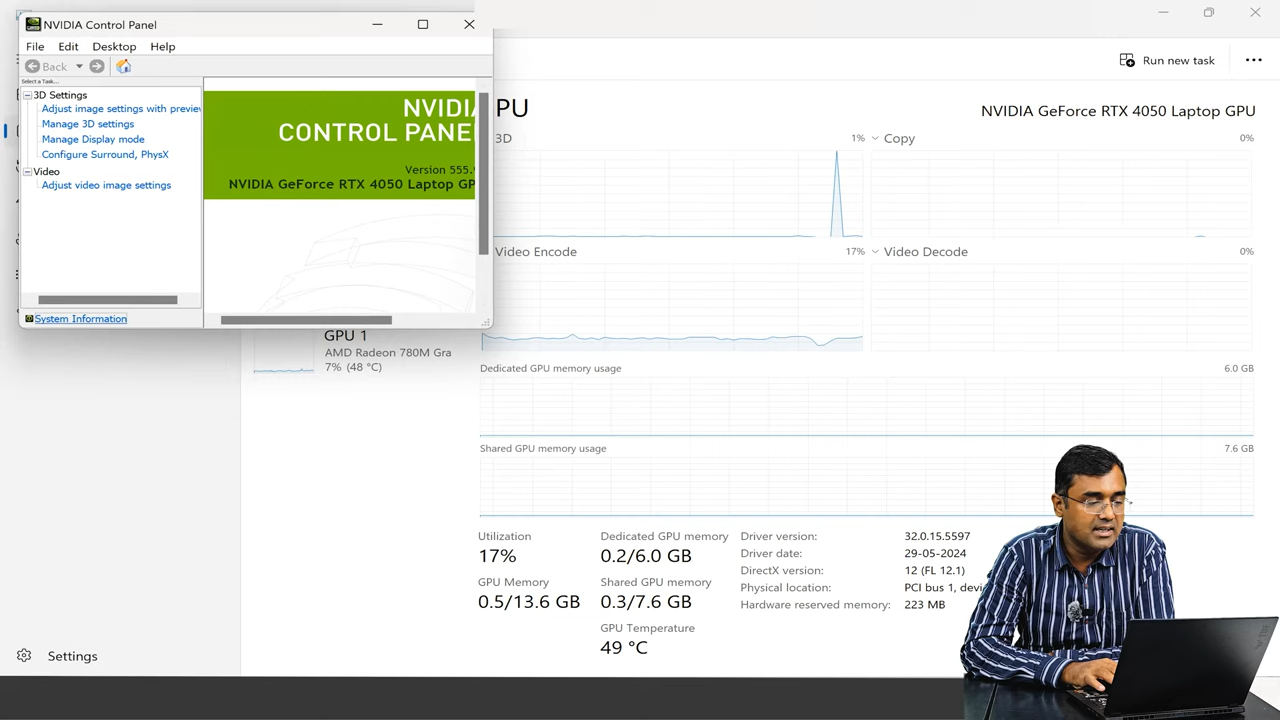 NVIDIA Control Panel
File Edit Desktop Help
Back
Select a Task...
3D Settings
Adjust image settings with preview
Manage 3D settings
Manage Display mode
Configure Surround, PhysX
Video
Adjust video image settings
System Information
NVIDIA
CONTROL PANE
Version 555.
NVIDIA GeForce RTX 4050 Laptop GP
Run new task
PU
NVIDIA GeForce RTX 4050 Laptop GPU
3D 1%
Copy 0%
Video Encode 17%
Video Decode 0%
GPU 1
AMD Radeon 780M Gra
7% (48 °C)
Dedicated GPU memory usage 6.0 GB
Shared GPU memory usage 7.6 GB
Utilization
17%
Dedicated GPU memory
0.2/6.0 GB
GPU Memory
0.5/13.6 GB
Shared GPU memory
0.3/7.6 GB
GPU Temperature
49 °C
Driver version: 32.0.15.5597
Driver date: 29-05-2024
DirectX version: 12 (FL 12.1)
Physical location: PCI bus 1, devi
Hardware reserved memory: 223 MB
Settings